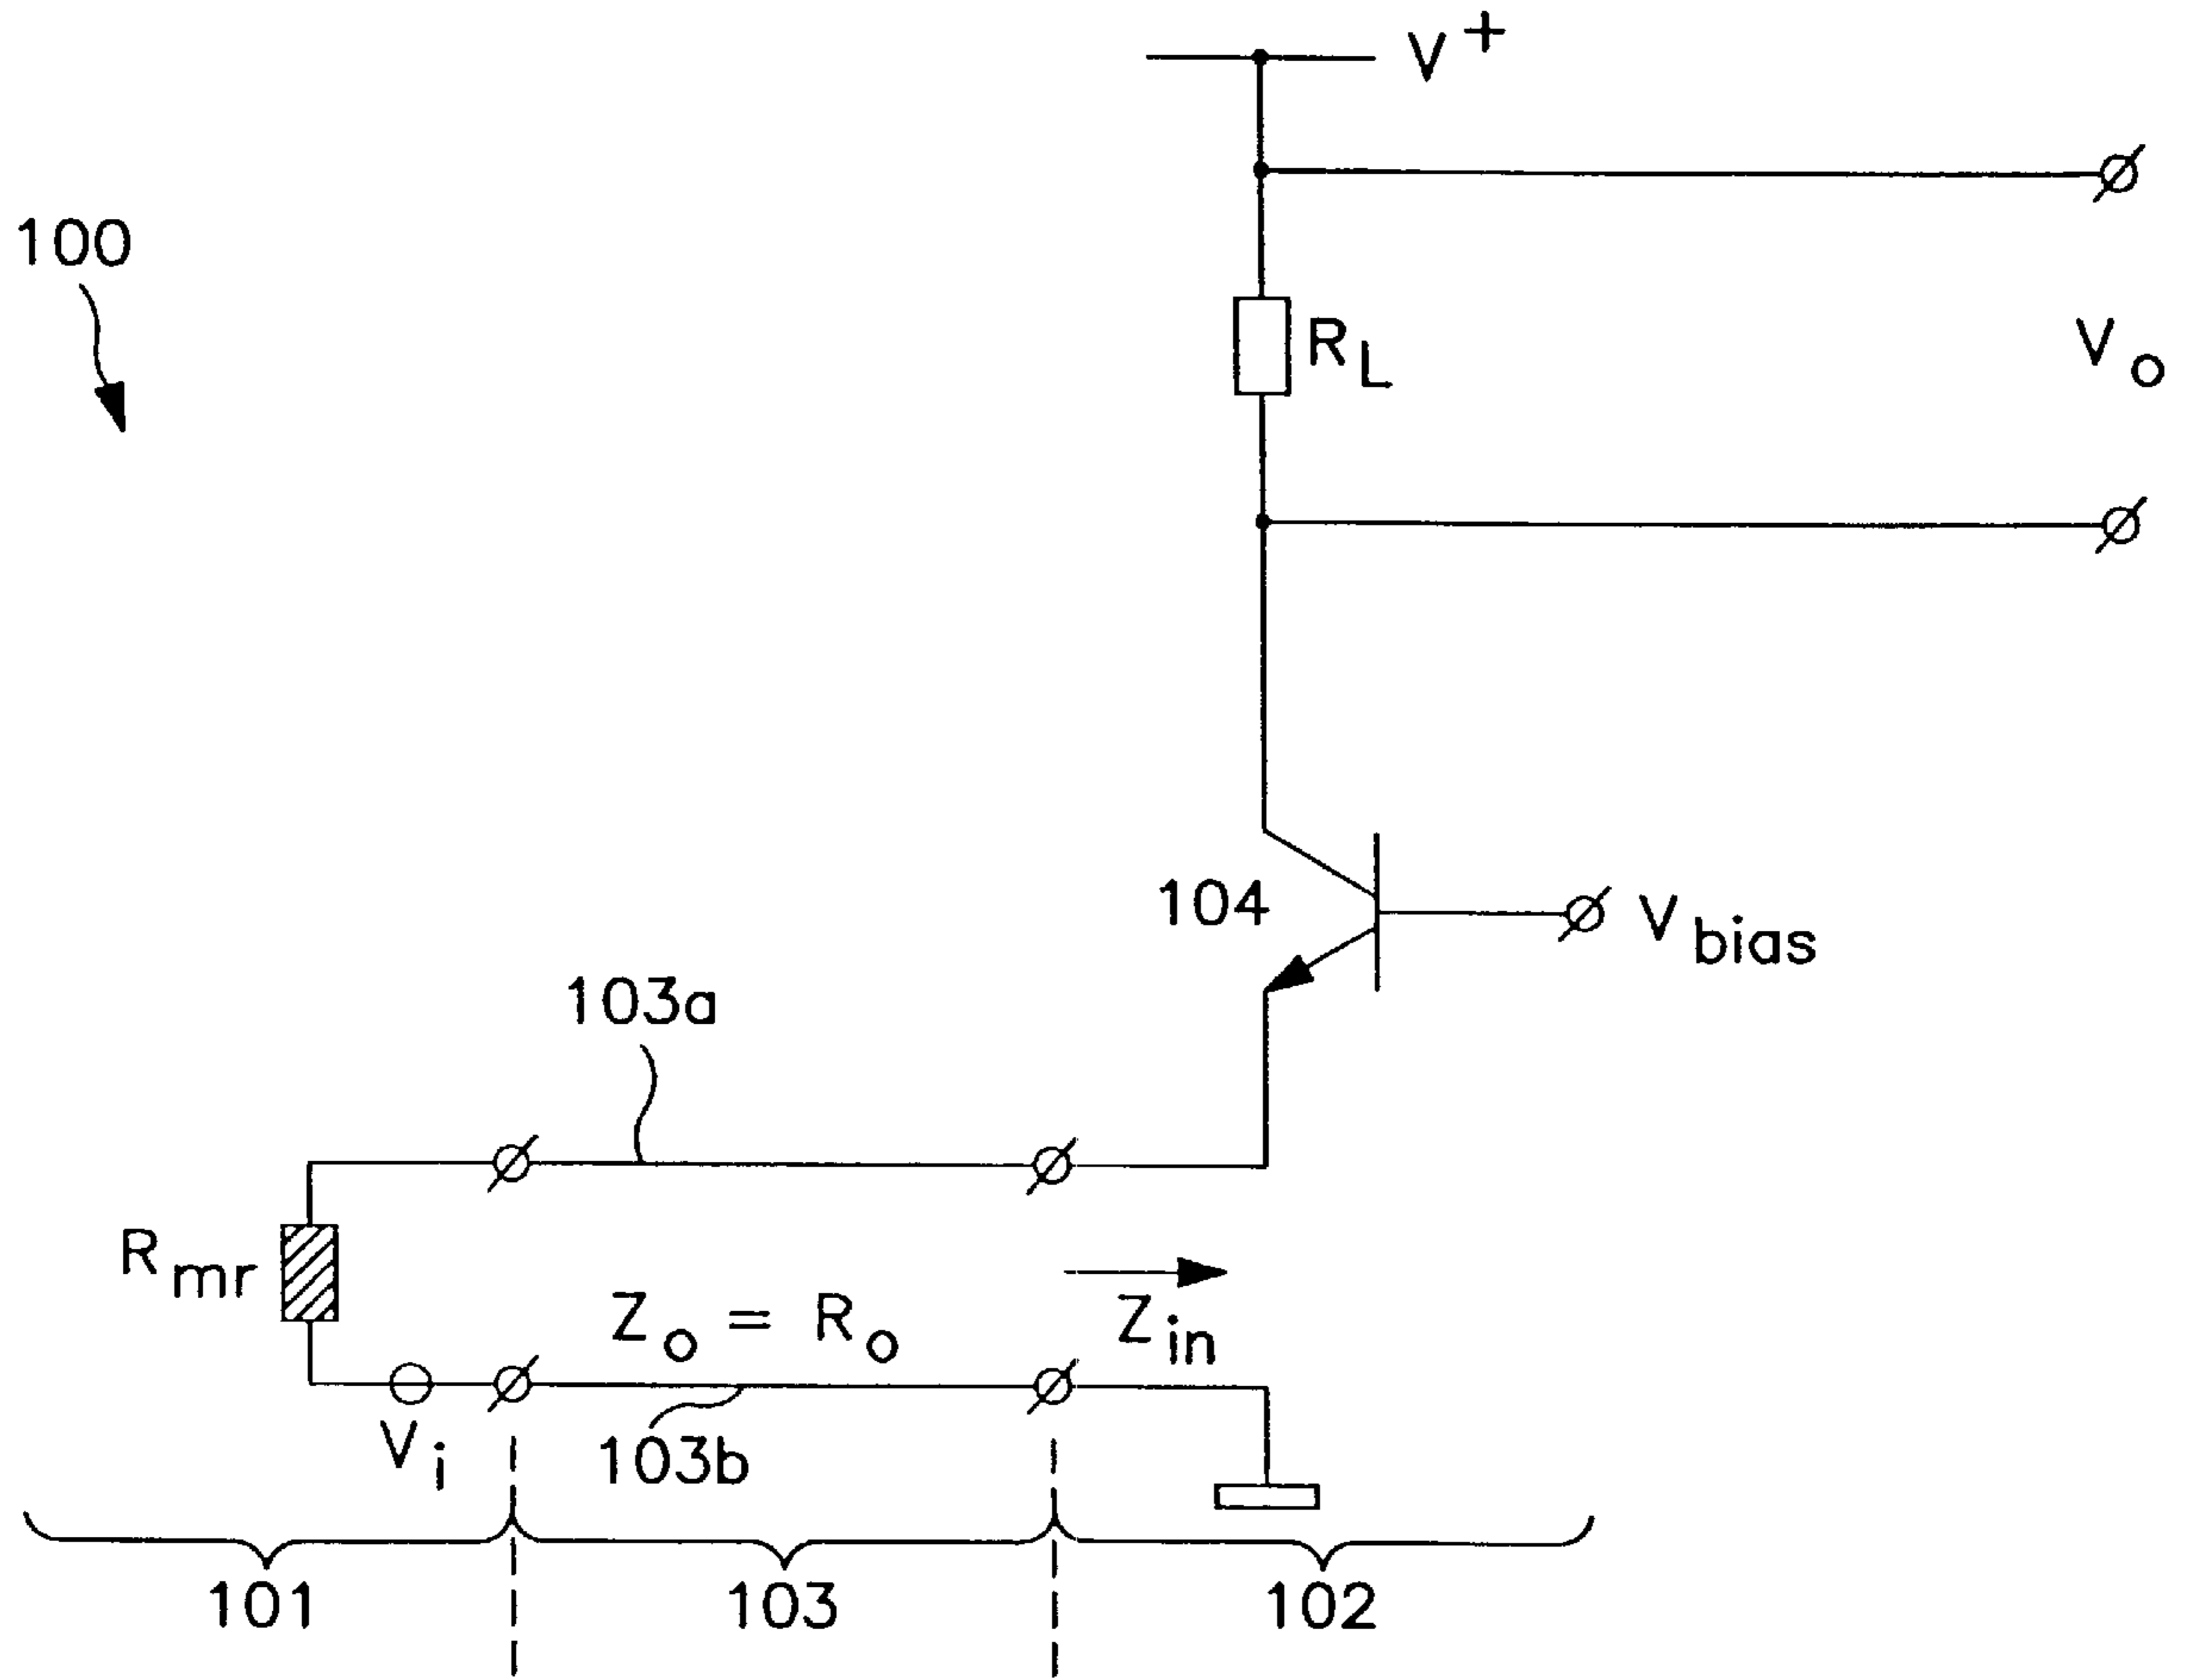 V+
100
RL
Vo
104
Vbias
103a
Rmr
Zo = Ro
Zin
Vi
103b
101
103
102